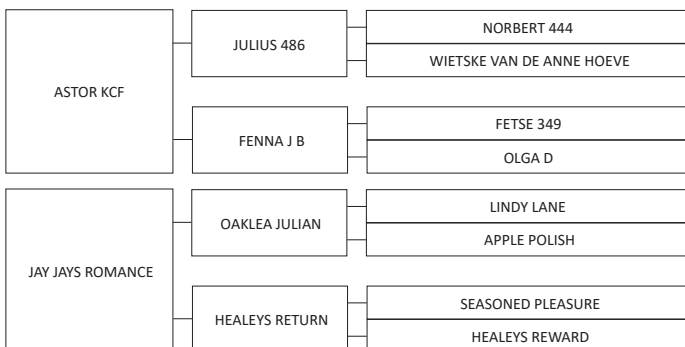 ASTOR KCF
JULIUS 486
NORBERT 444
WIETSKE VAN DE ANNE HOEVE
FENNA J B
FETSE 349
OLGA D
JAY JAYS ROMANCE
OAKLEA JULIAN
LINDY LANE
APPLE POLISH
HEALEYS RETURN
SEASONED PLEASURE
HEALEYS REWARD